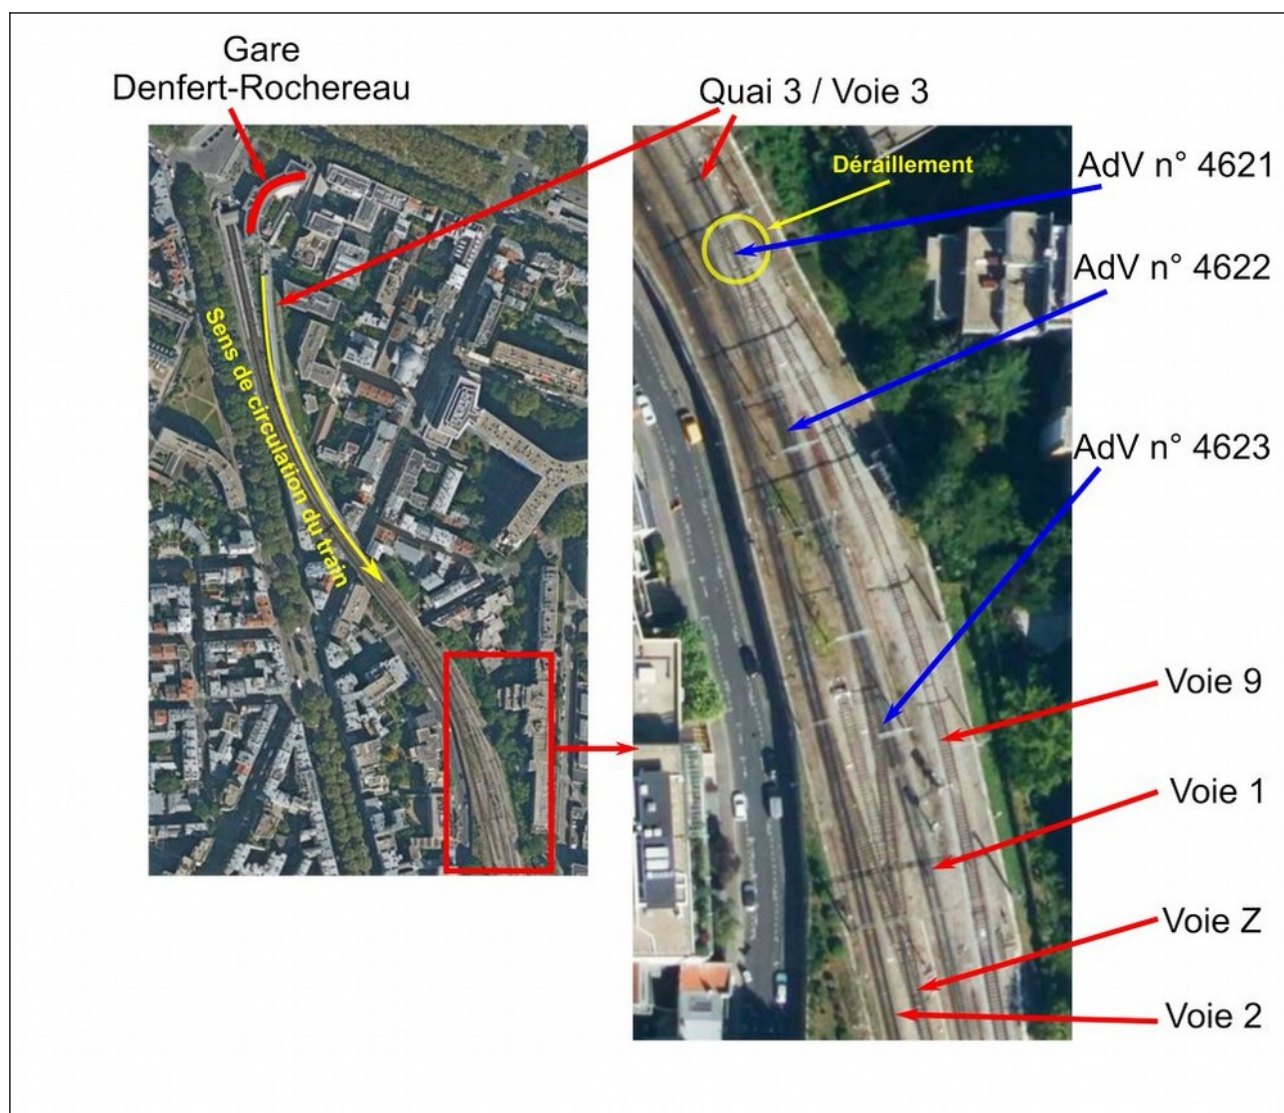 Gare
Denfert-Rochereau
Quai 3 / Voie 3
Déraillement
AdV n° 4621
AdV n° 4622
Sens de circulation du train
AdV n° 4623
Voie 9
Voie 1
Voie Z
Voie 2